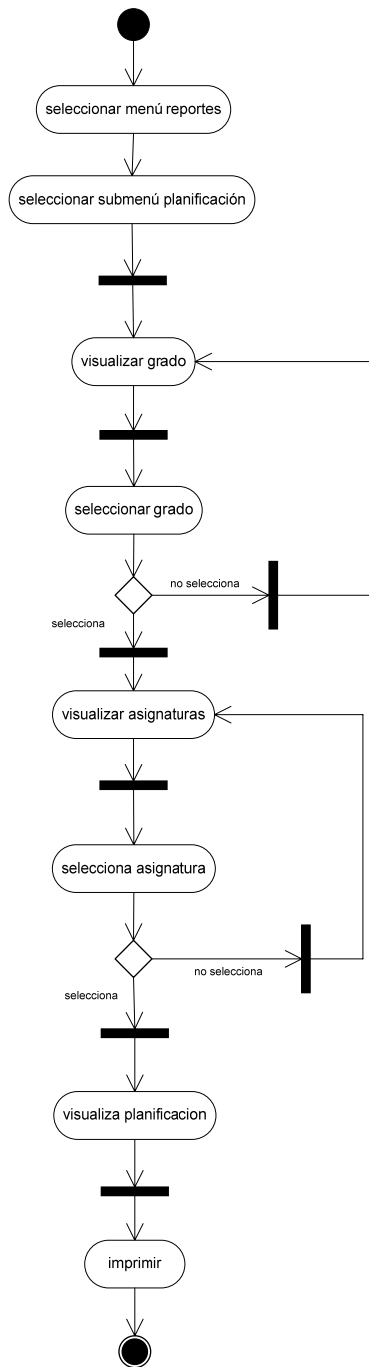 seleccionar menú reportes
seleccionar submenú planificación
visualizar grado
seleccionar grado
no selecciona
selecciona
visualizar asignaturas
selecciona asignatura
no selecciona
selecciona
visualiza planificacion
imprimir